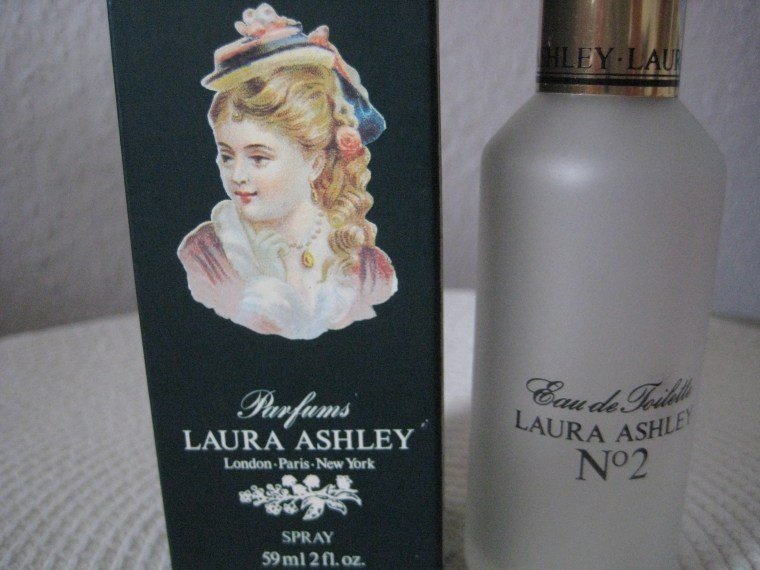 Parfums
LAURA ASHLEY
London·Paris·New York
SPRAY
59 ml 2 fl. oz.
HLEY·LAUR
Eau de Toilette
LAURA ASHLEY
Nº2